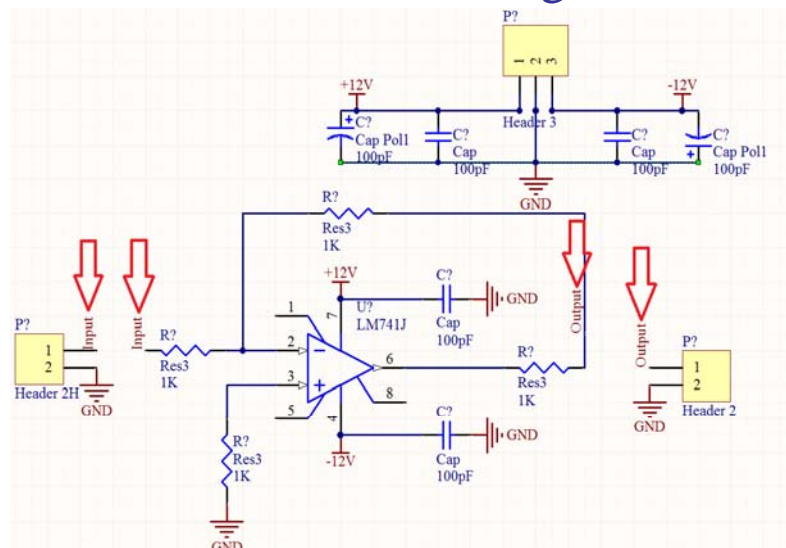 P?
1 2 3
Header 3
+12V
-12V
C?
Cap Pol1
100pF
C?
Cap
100pF
C?
Cap
100pF
C?
Cap Pol1
100pF
GND
R?
Res3
1K
+12V
C?
Cap
100pF
GND
U?
LM741J
1
7
2
3
6
5
4
8
Input
Input
P?
1
2
Header 2H
GND
R?
Res3
1K
R?
Res3
1K
GND
-12V
C?
Cap
100pF
GND
R?
Res3
1K
Output
Output
P?
1
2
Header 2
GND